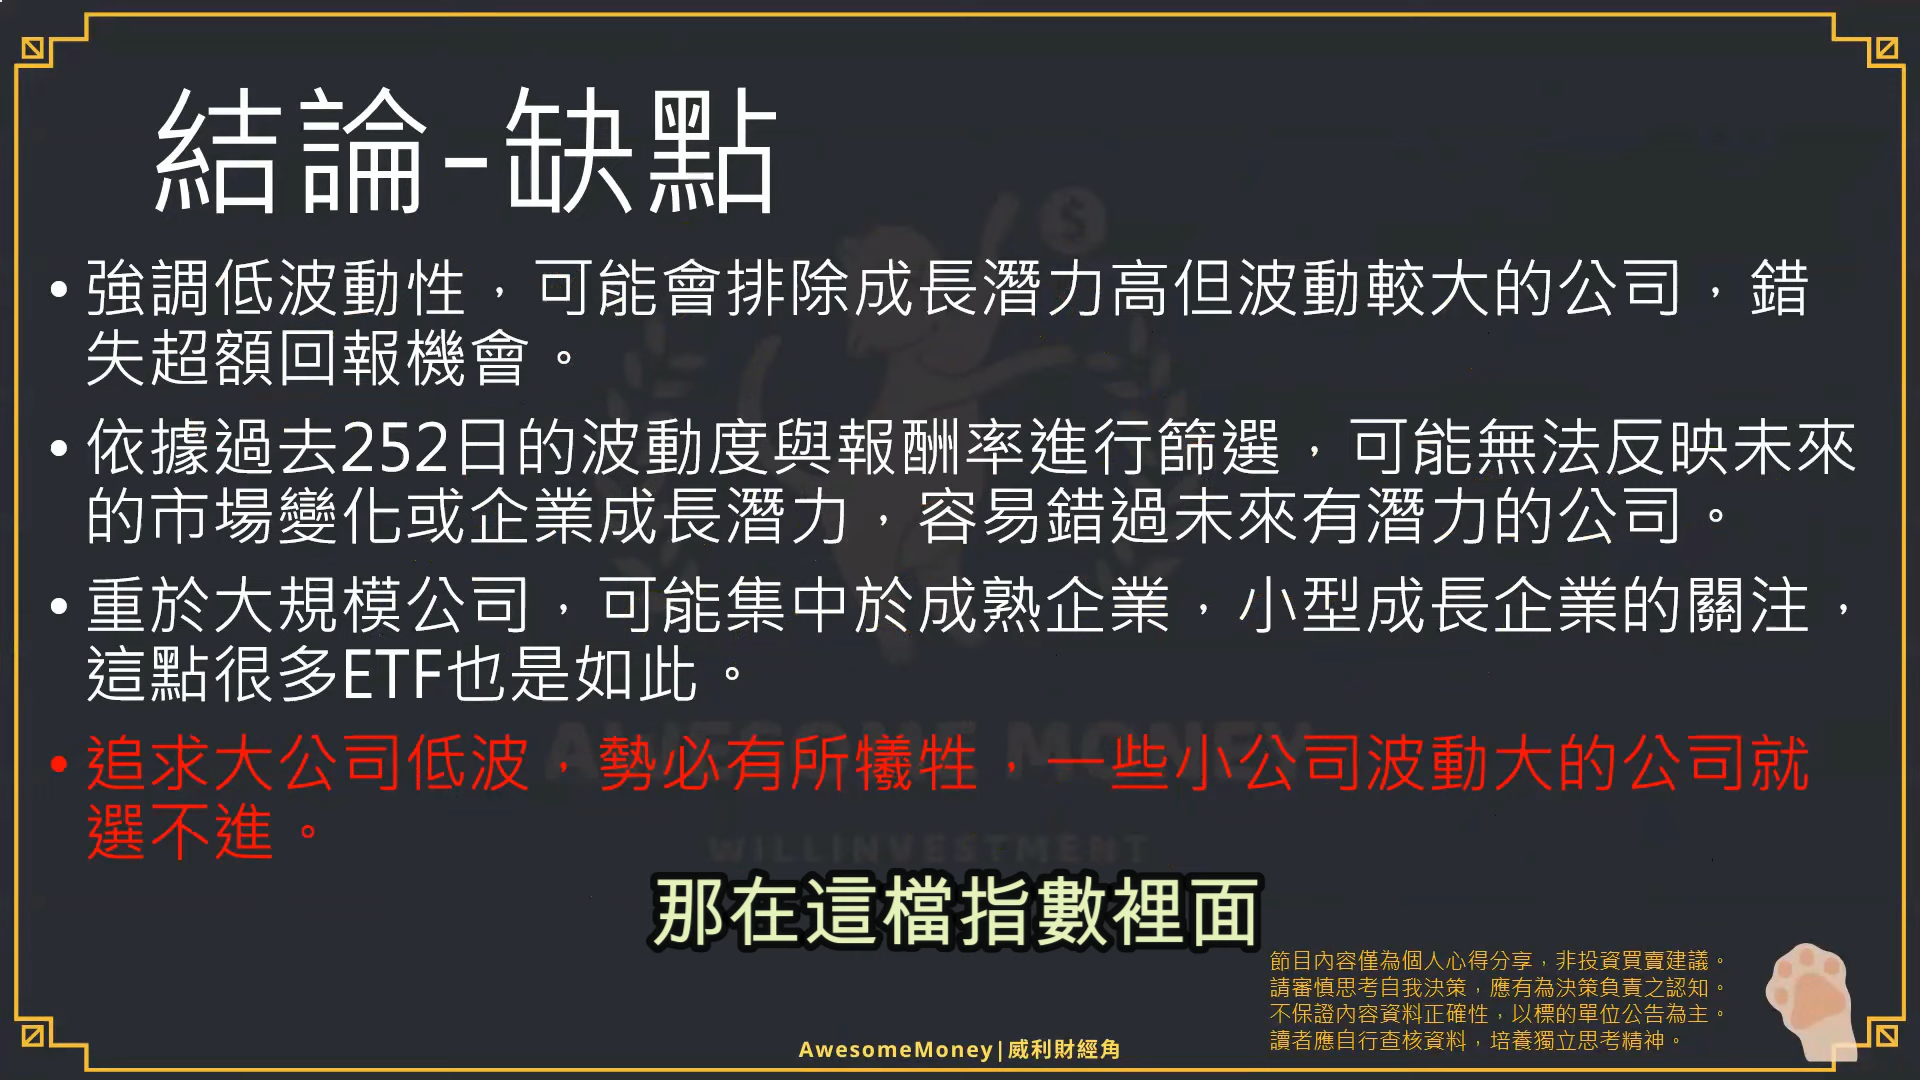 結論-缺點
• 強調低波動性，可能會排除成長潛力高但波動較大的公司，錯
失超額回報機會。
• 依據過去252日的波動度與報酬率進行篩選，可能無法反映未來
的市場變化或企業成長潛力，容易錯過未來有潛力的公司。
• 重於大規模公司，可能集中於成熟企業，小型成長企業的關注，
這點很多ETF也是如此。
• 追求大公司低波，勢必有所犧牲，一些小公司波動大的公司就
選不進。
AWESOME MONEY
WILLINVESTMENT
那在這檔指數裡面
節目內容僅為個人心得分享，非投資買賣建議。
請審慎思考自我決策，應有為決策負責之認知。
不保證內容資料正確性，以標的單位公告為主。
讀者應自行查核資料，培養獨立思考精神。
AwesomeMoney|威利財經角